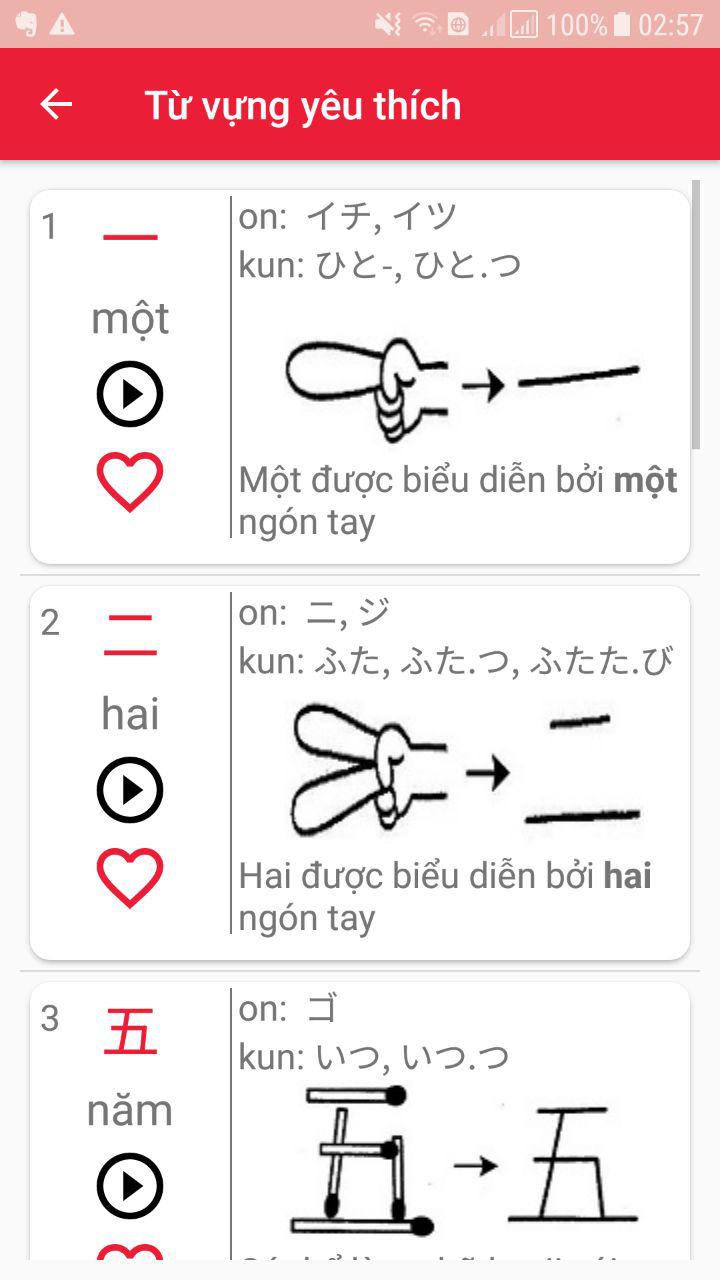 100% 02:57
Từ vựng yêu thích
1
一
một
on: イチ, イツ
kun: ひと-, ひと.つ
Một được biểu diễn bởi một
ngón tay
2
二
hai
on: ニ, ジ
kun: ふた, ふた.つ, ふたた.び
Hai được biểu diễn bởi hai
ngón tay
3
五
năm
on: ゴ
kun: いつ, いつ.つ